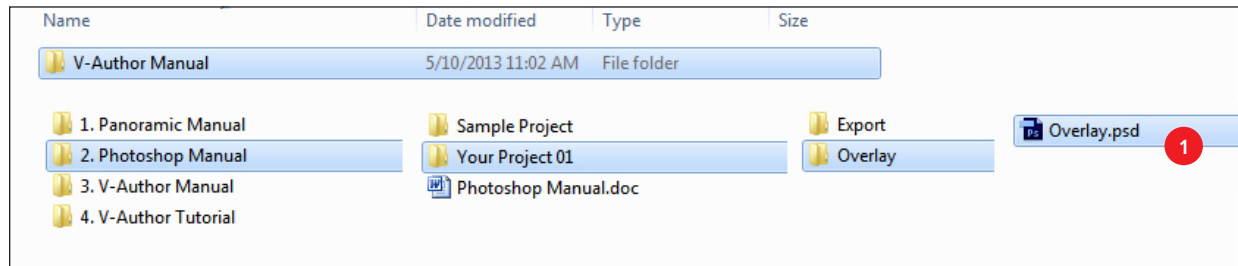 Name Date modified Type Size
V-Author Manual 5/10/2013 11:02 AM File folder
1. Panoramic Manual Sample Project Export Overlay.psd 1
2. Photoshop Manual Your Project 01 Overlay
3. V-Author Manual Photoshop Manual.doc
4. V-Author Tutorial